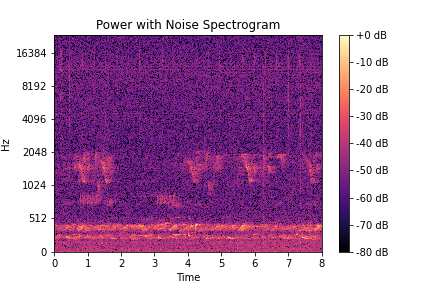 Power with Noise Spectrogram
Hz
16384
8192
4096
2048
1024
512
0
0 1 2 3 4 5 6 7 8
Time
+0 dB
-10 dB
-20 dB
-30 dB
-40 dB
-50 dB
-60 dB
-70 dB
-80 dB